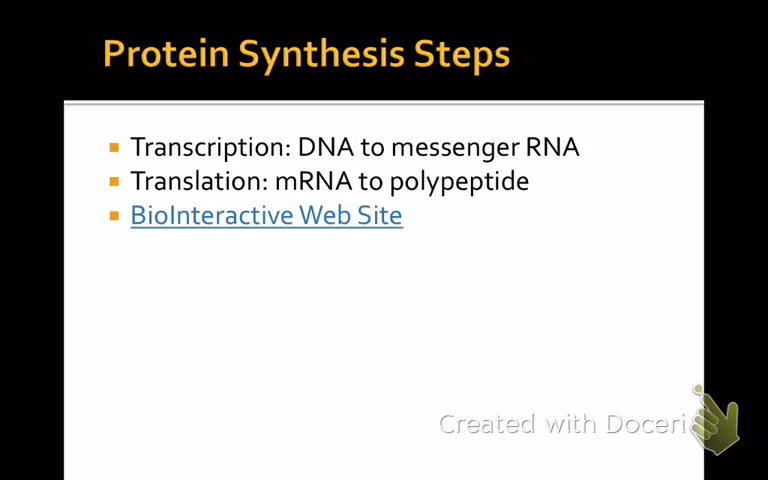 Protein Synthesis Steps
Transcription: DNA to messenger RNA
Translation: mRNA to polypeptide
BioInteractive Web Site
Created with Doceri